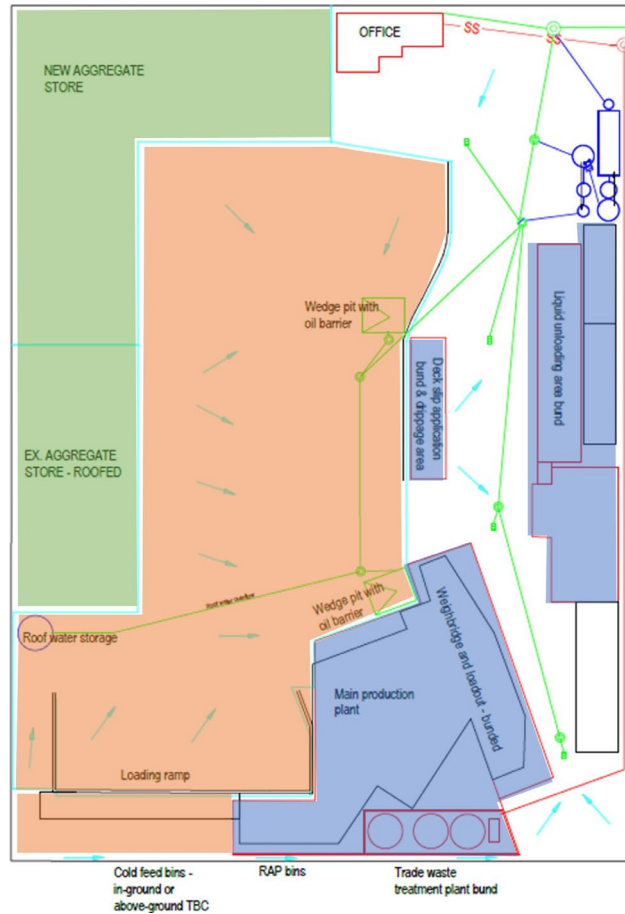 OFFICE
SS
SS
NEW AGGREGATE
STORE
Wedge pit with
oil barrier
Deck slip application
bund & drippage area
Liquid unloading area bund
EX. AGGREGATE
STORE - ROOFED
Roof water overflow
Wedge pit with
oil barrier
Roof water storage
Weighbridge and loadout - bunded
Main production
plant
Loading ramp
Cold feed bins -
in-ground or
above-ground TBC
RAP bins
Trade waste
treatment plant bund